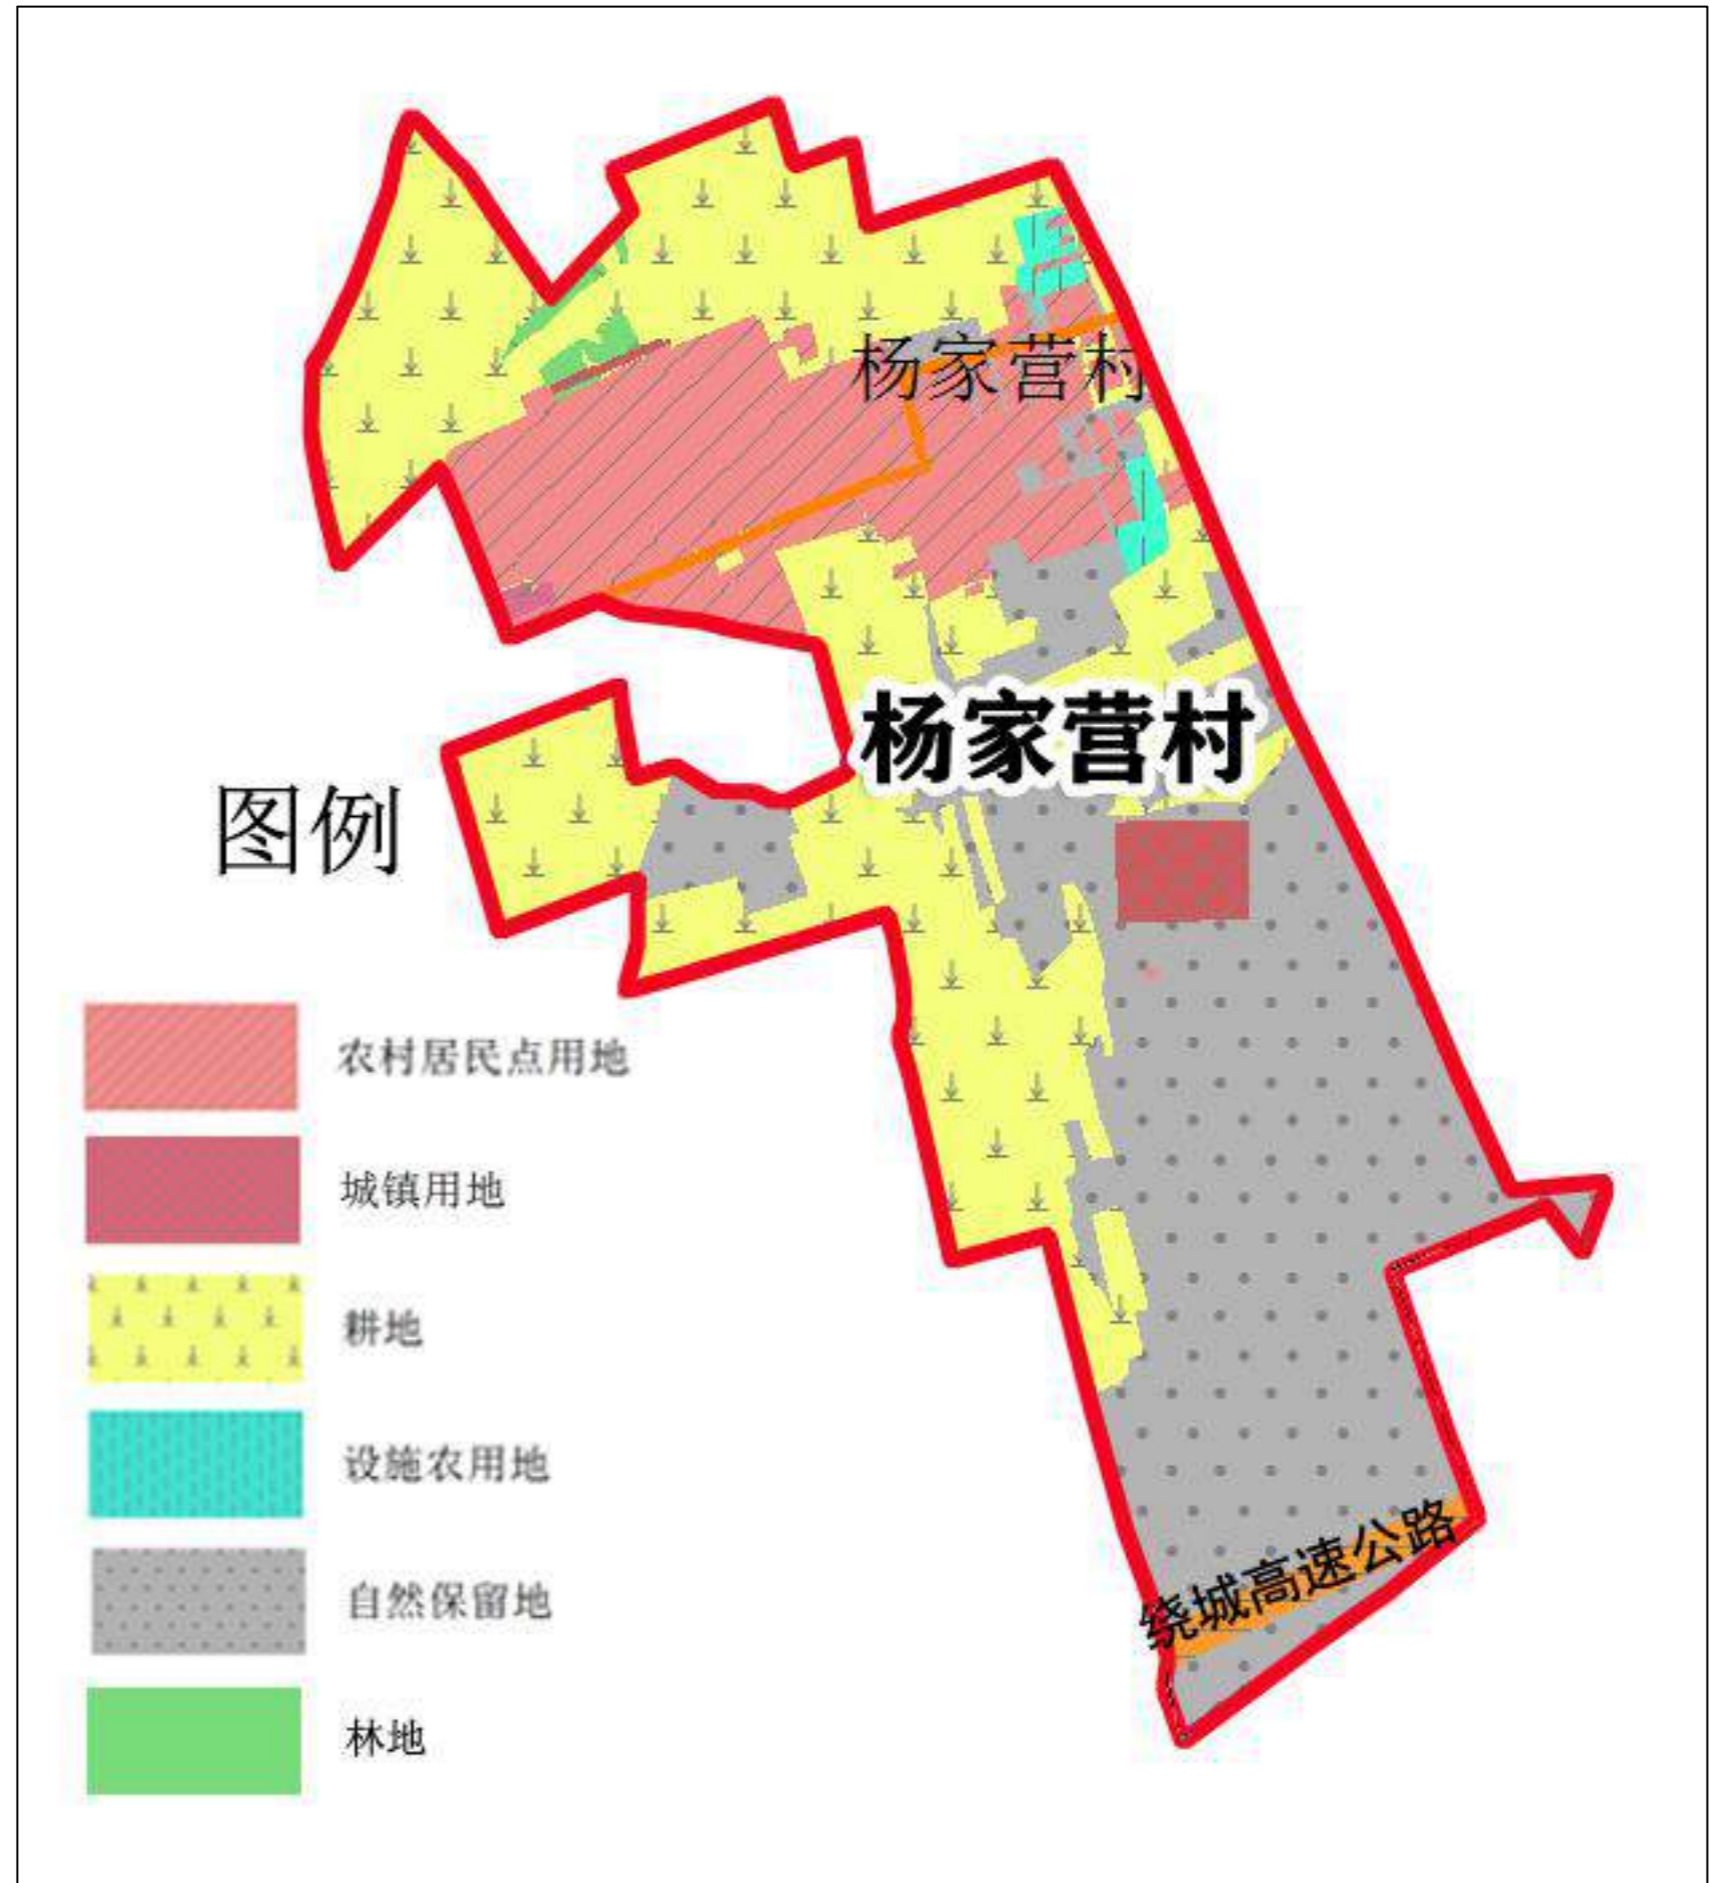 杨家营村
杨家营村
图例
农村居民点用地
城镇用地
耕地
设施农用地
自然保留地
林地
绕城高速公路